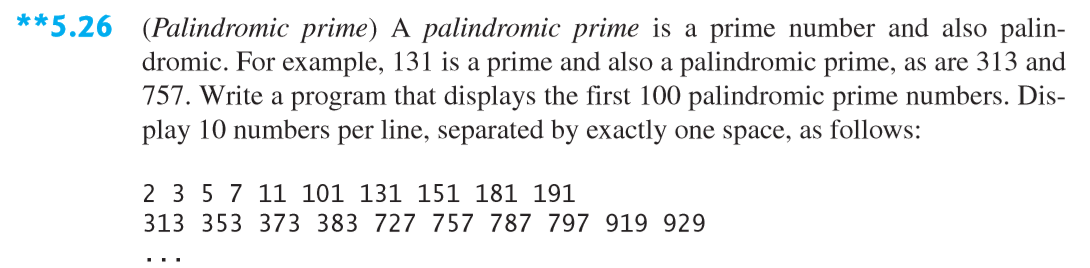 **5.26 (Palindromic prime) A palindromic prime is a prime number and also palin-
dromic. For example, 131 is a prime and also a palindromic prime, as are 313 and
757. Write a program that displays the first 100 palindromic prime numbers. Dis-
play 10 numbers per line, separated by exactly one space, as follows:
2 3 5 7 11 101 131 151 181 191
313 353 373 383 727 757 787 797 919 929
...